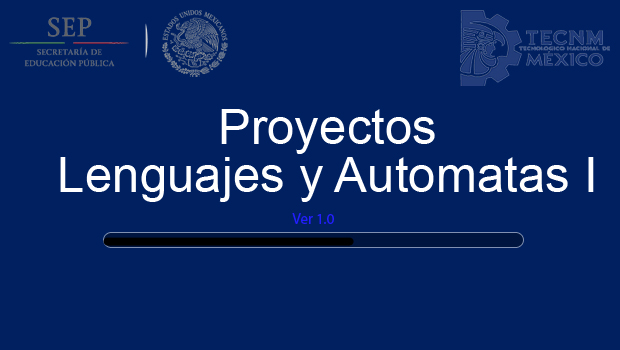 SEP
SECRETARÍA DE
EDUCACIÓN PÚBLICA
ESTADOS UNIDOS MEXICANOS
TECNM
TECNOLÓGICO NACIONAL DE
MÉXICO
Proyectos
Lenguajes y Automatas I
Ver 1.0